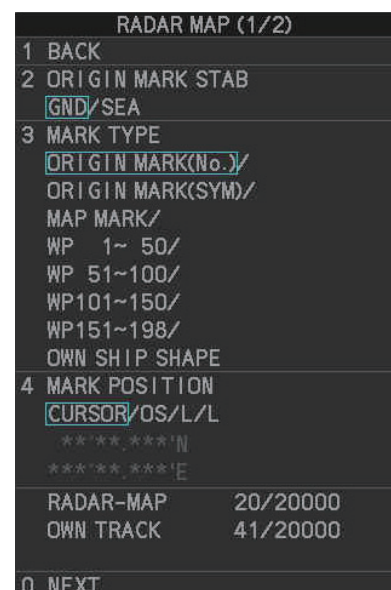 RADAR MAP (1/2)
1 BACK
2 ORIGIN MARK STAB
GND/SEA
3 MARK TYPE
ORIGIN MARK(No.)/
ORIGIN MARK(SYM)/
MAP MARK/
WP 1~ 50/
WP 51~100/
WP101~150/
WP151~198/
OWN SHIP SHAPE
4 MARK POSITION
CURSOR/OS/L/L
**'**.***'N
***'**.***'E
RADAR-MAP 20/20000
OWN TRACK 41/20000
0 NEXT